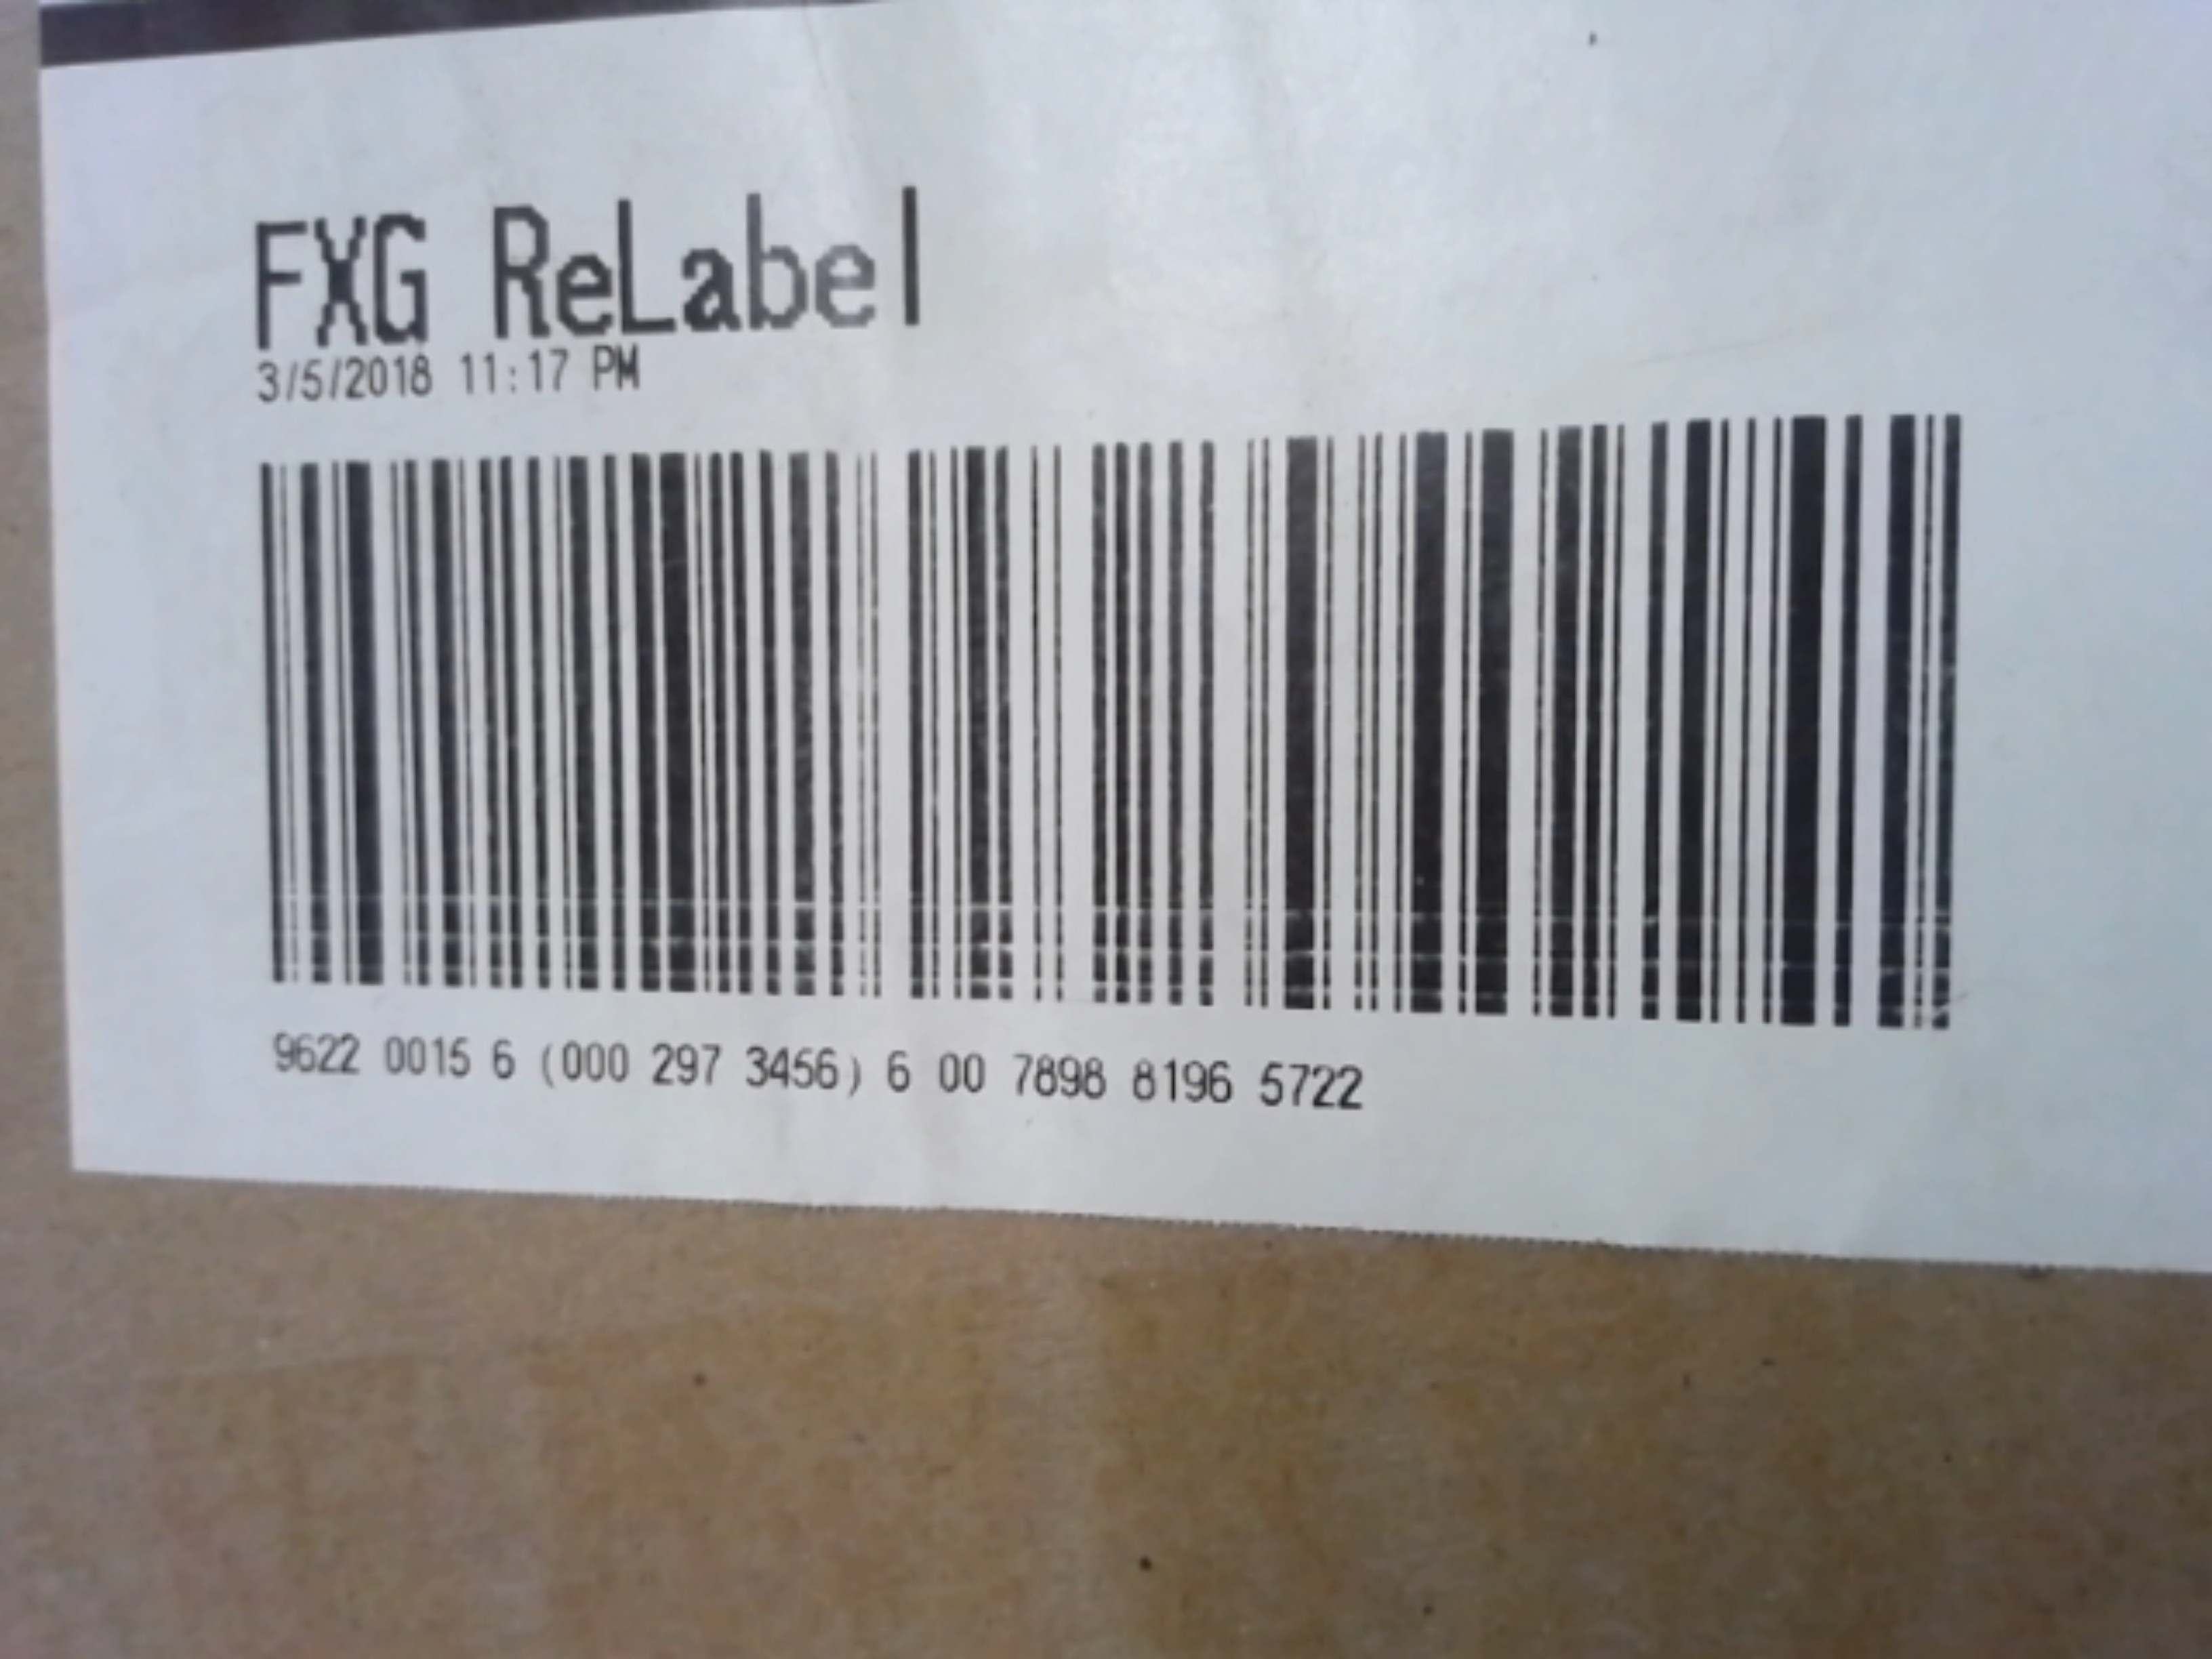 FXG ReLabel
3/5/2018 11:17 PM
9622 0015 6 (000 297 3456) 6 00 7898 8196 5722